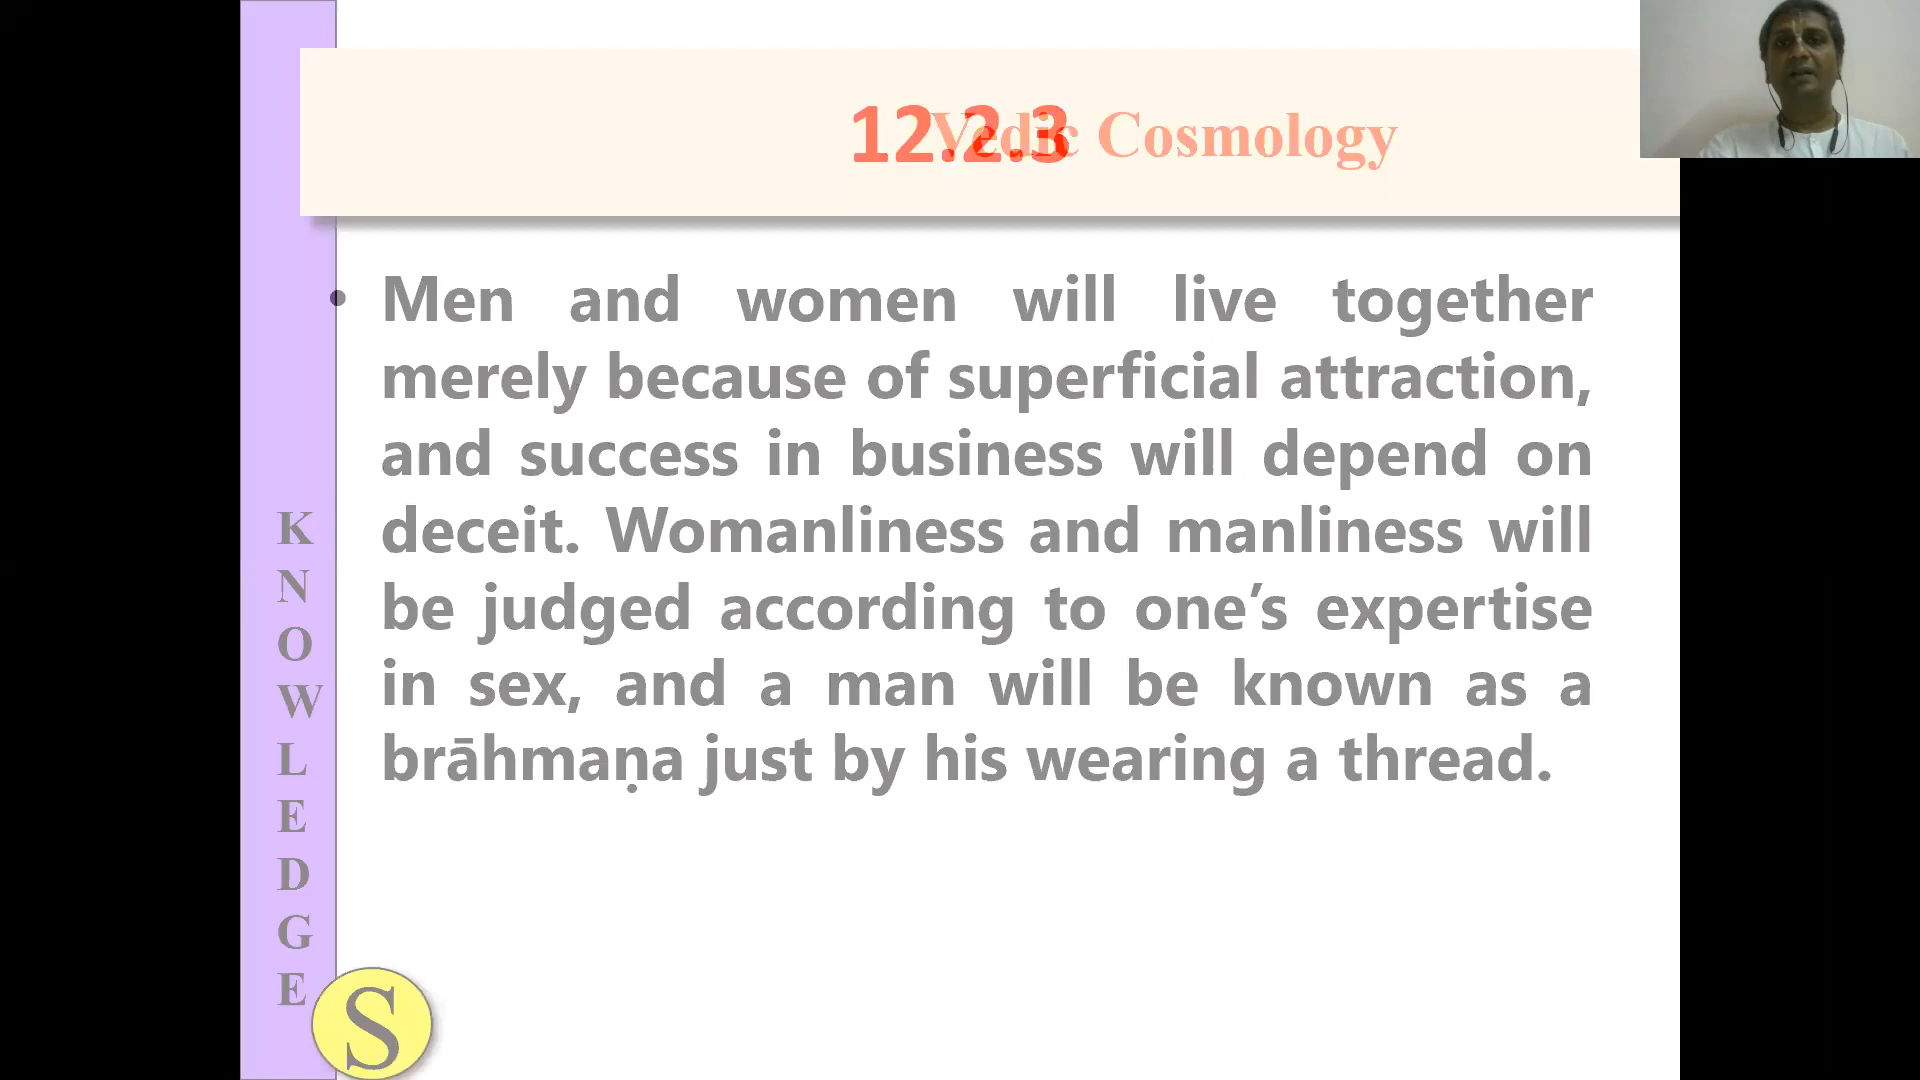 12.2.3
Vedic Cosmology
• Men and women will live together
merely because of superficial attraction,
and success in business will depend on
deceit. Womanliness and manliness will
be judged according to one’s expertise
in sex, and a man will be known as a
brāhmaṇa just by his wearing a thread.
K
N
O
W
L
E
D
G
E
S